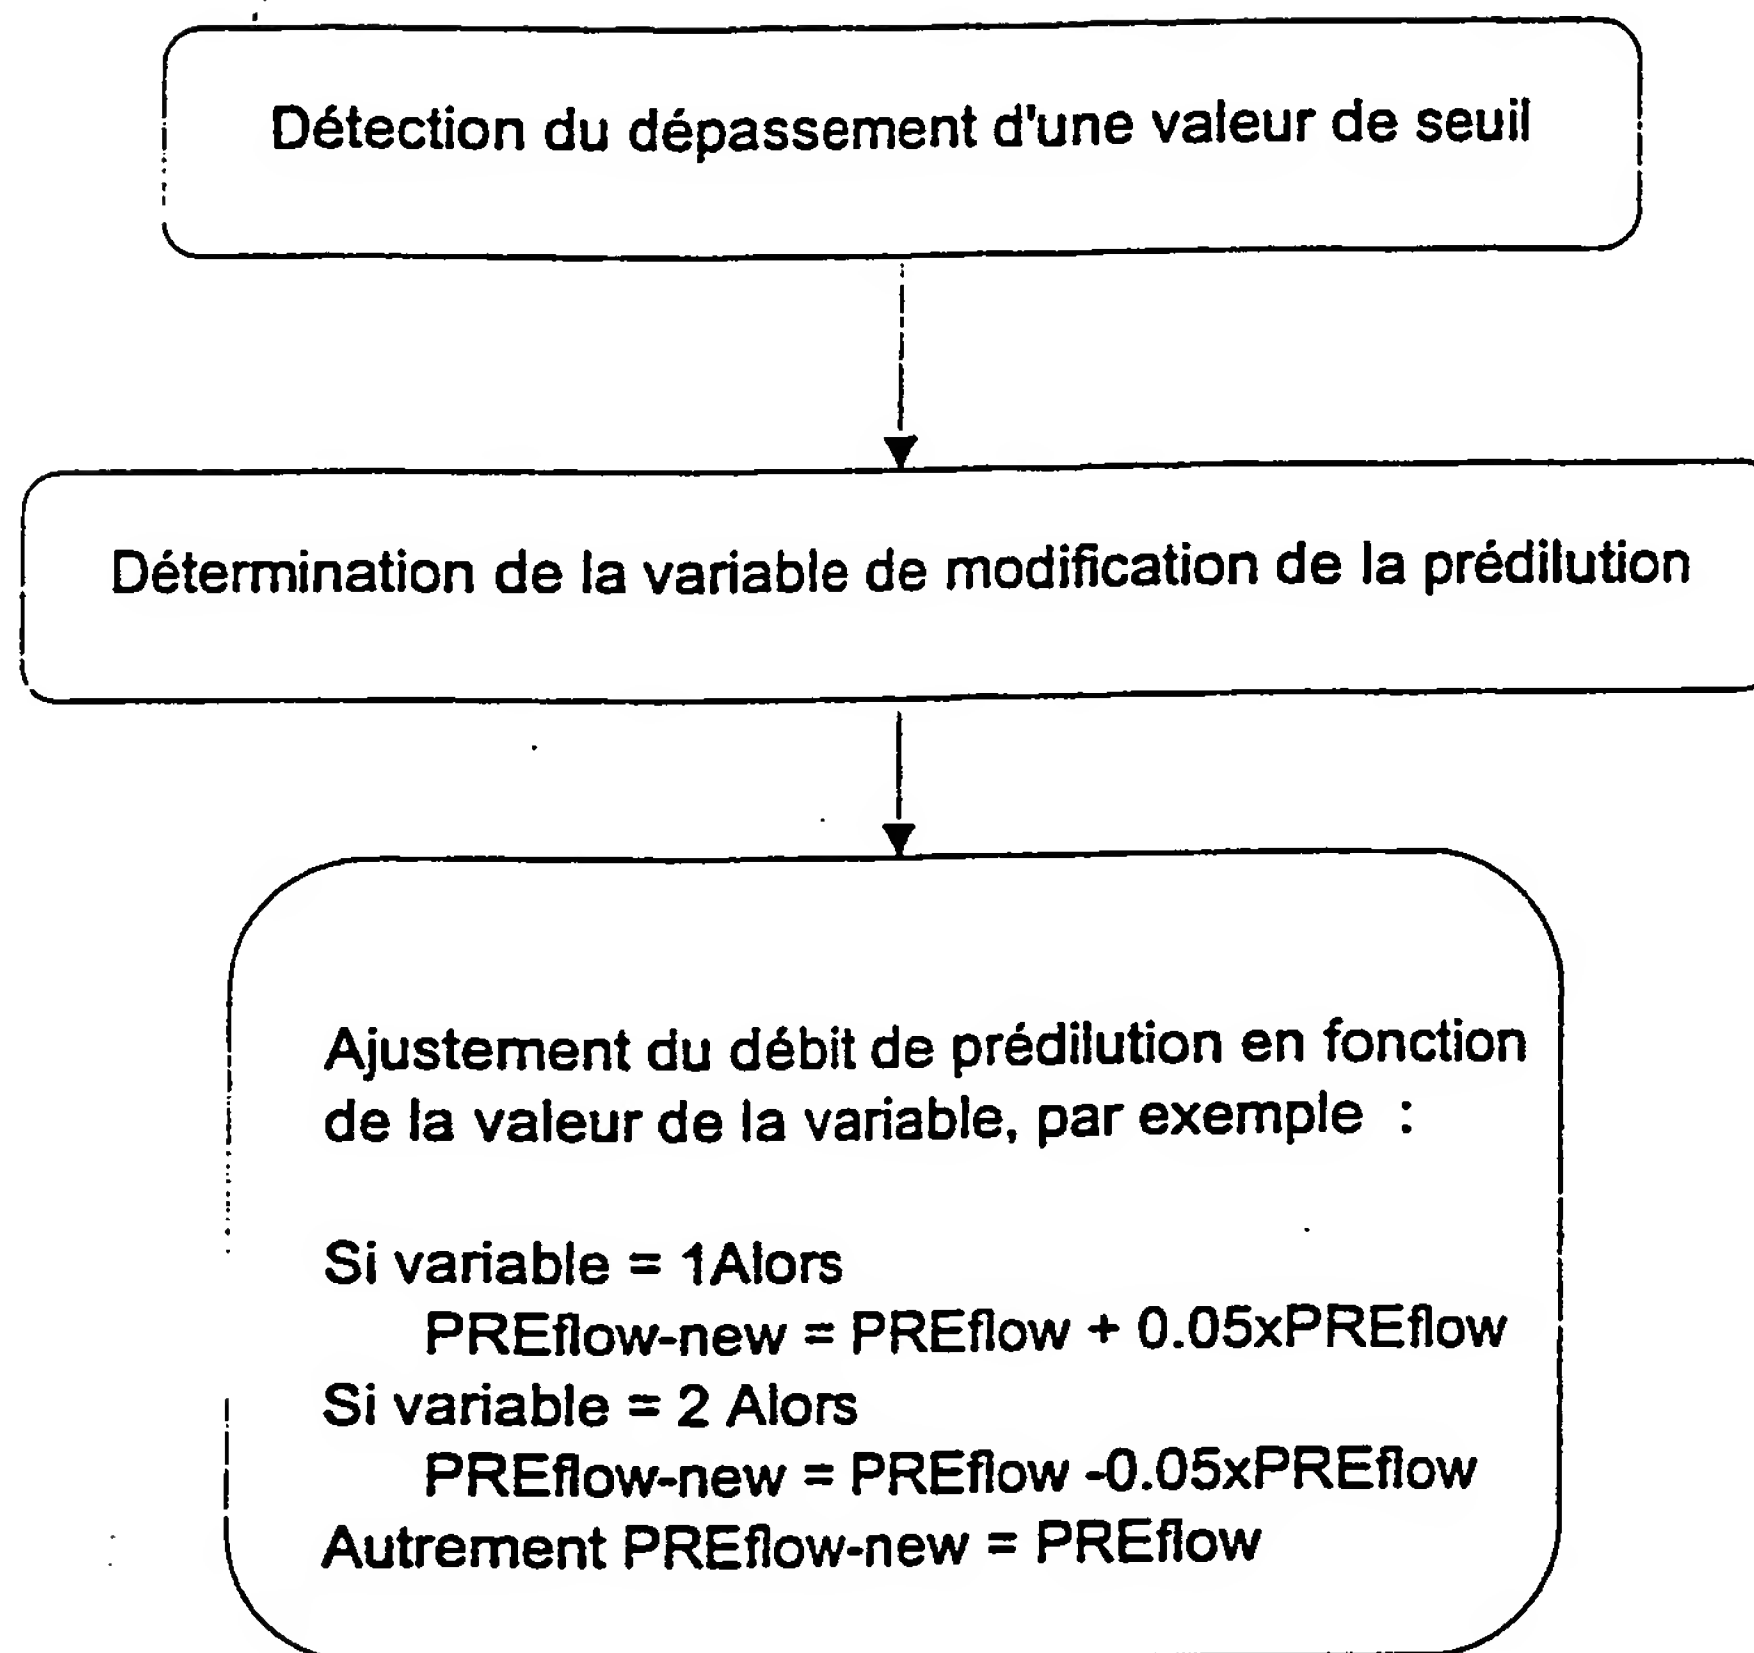 Détection du dépassement d'une valeur de seuil
Détermination de la variable de modification de la prédilution
Ajustement du débit de prédilution en fonction
de la valeur de la variable, par exemple :
Si variable = 1Alors
PREflow-new = PREflow + 0.05xPREflow
Si variable = 2 Alors
PREflow-new = PREflow -0.05xPREflow
Autrement PREflow-new = PREflow